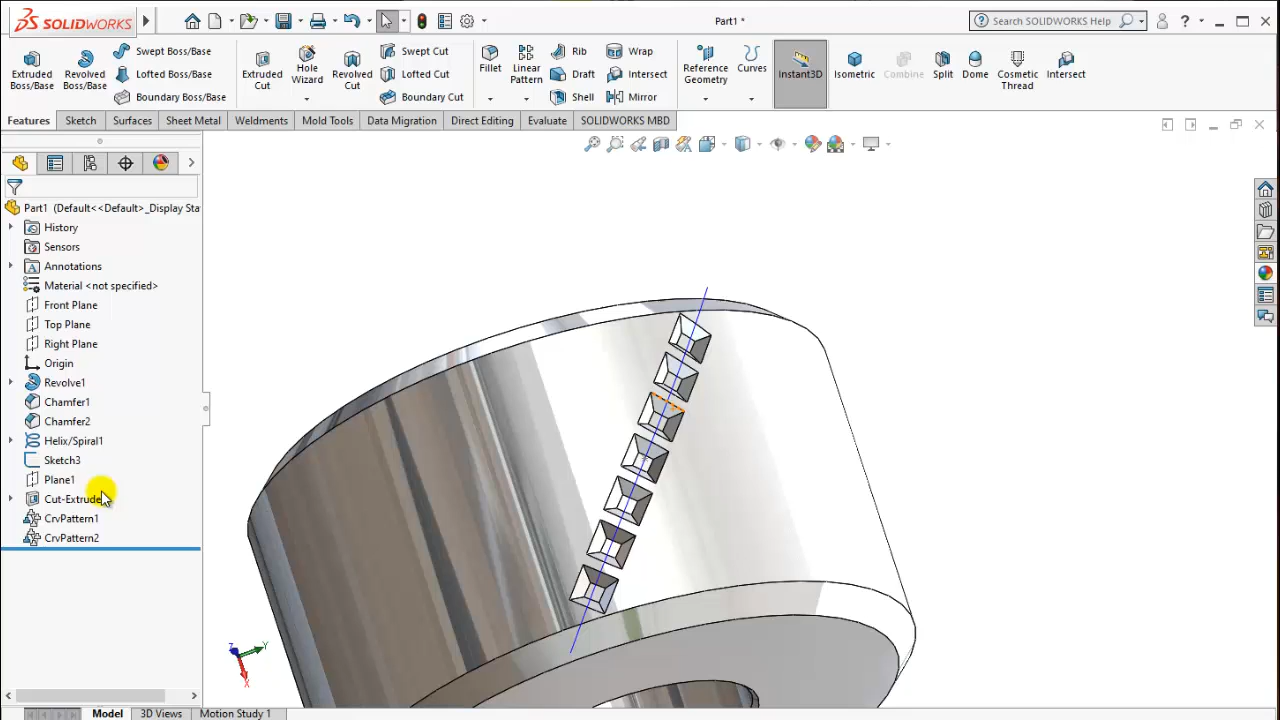 SOLIDWORKS
Part1 *
Search SOLIDWORKS Help
Extruded Boss/Base
Revolved Boss/Base
Swept Boss/Base
Lofted Boss/Base
Boundary Boss/Base
Extruded Cut
Hole Wizard
Revolved Cut
Swept Cut
Lofted Cut
Boundary Cut
Fillet
Linear Pattern
Rib
Draft
Shell
Wrap
Intersect
Mirror
Reference Geometry
Curves
Instant3D
Isometric
Combine
Split
Dome
Cosmetic Thread
Intersect
Features
Sketch
Surfaces
Sheet Metal
Weldments
Mold Tools
Data Migration
Direct Editing
Evaluate
SOLIDWORKS MBD
Part1 (Default<<Default>_Display Sta
History
Sensors
Annotations
Material <not specified>
Front Plane
Top Plane
Right Plane
Origin
Revolve1
Chamfer1
Chamfer2
Helix/Spiral1
Sketch3
Plane1
Cut-Extrude
CrvPattern1
CrvPattern2
Z
Y
X
Model
3D Views
Motion Study 1